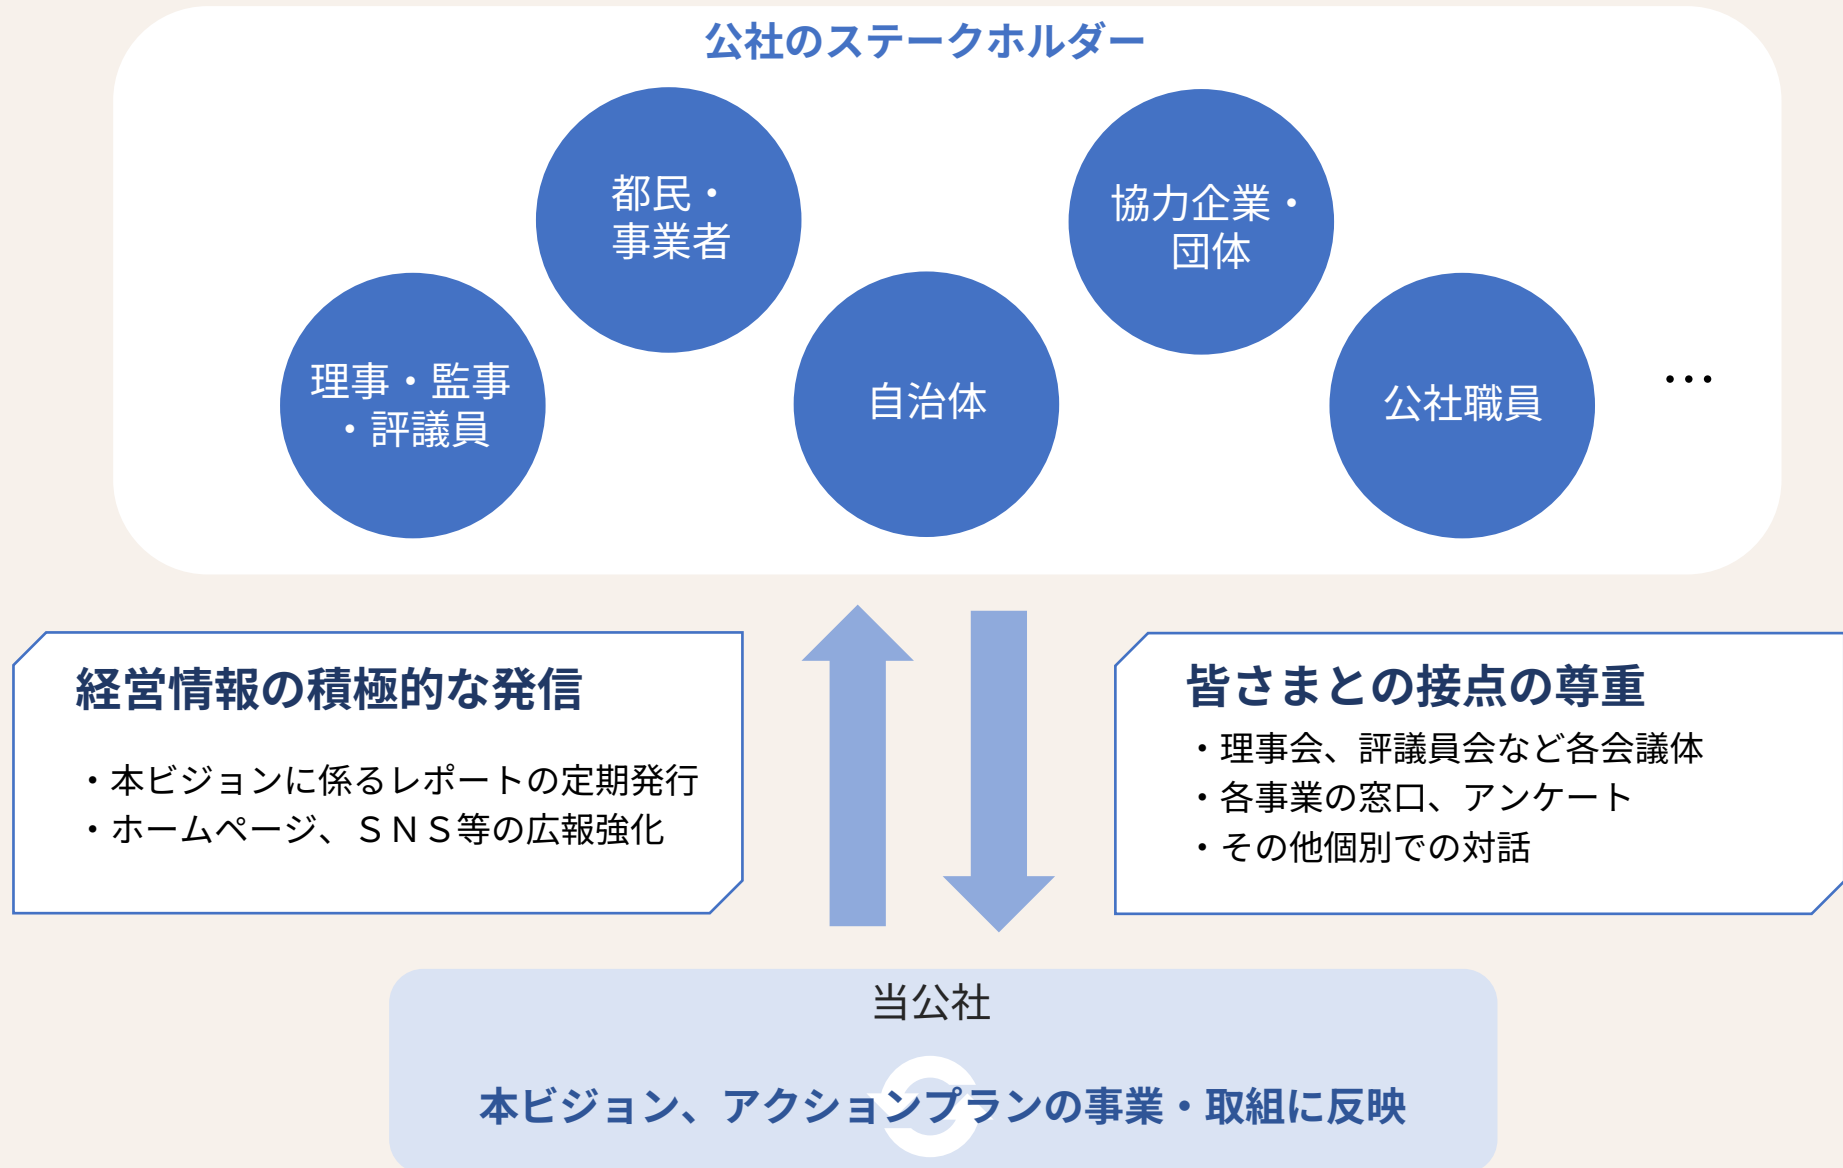 公社のステークホルダー
都民・
事業者
協力企業・
団体
理事・監事
・評議員
自治体
公社職員
…
経営情報の積極的な発信
・本ビジョンに係るレポートの定期発行
・ホームページ、ＳＮＳ等の広報強化
皆さまとの接点の尊重
・理事会、評議員会など各会議体
・各事業の窓口、アンケート
・その他個別での対話
当公社
本ビジョン、アクションプランの事業・取組に反映